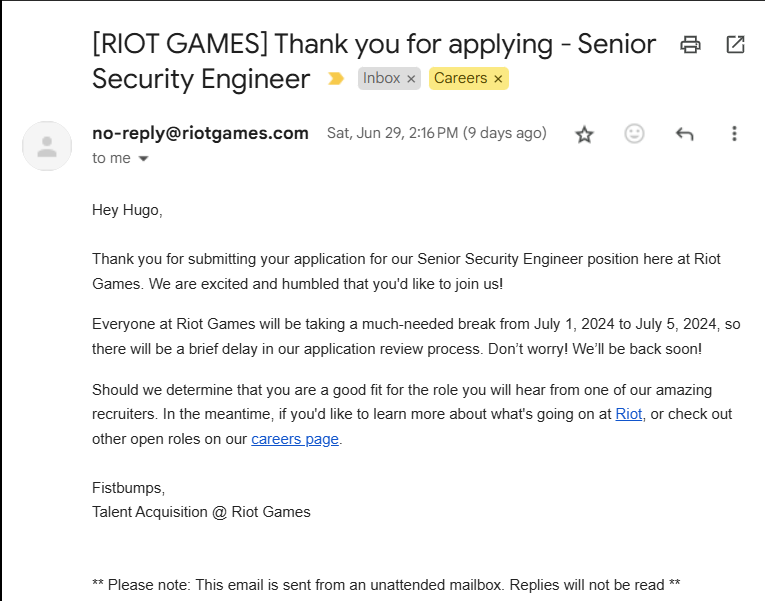 [RIOT GAMES] Thank you for applying - Senior
Security Engineer Inbox × Careers ×
no-reply@riotgames.com Sat, Jun 29, 2:16 PM (9 days ago)
to me
Hey Hugo,
Thank you for submitting your application for our Senior Security Engineer position here at Riot
Games. We are excited and humbled that you'd like to join us!
Everyone at Riot Games will be taking a much-needed break from July 1, 2024 to July 5, 2024, so
there will be a brief delay in our application review process. Don’t worry! We’ll be back soon!
Should we determine that you are a good fit for the role you will hear from one of our amazing
recruiters. In the meantime, if you'd like to learn more about what's going on at Riot, or check out
other open roles on our careers page.
Fistbumps,
Talent Acquisition @ Riot Games
** Please note: This email is sent from an unattended mailbox. Replies will not be read **